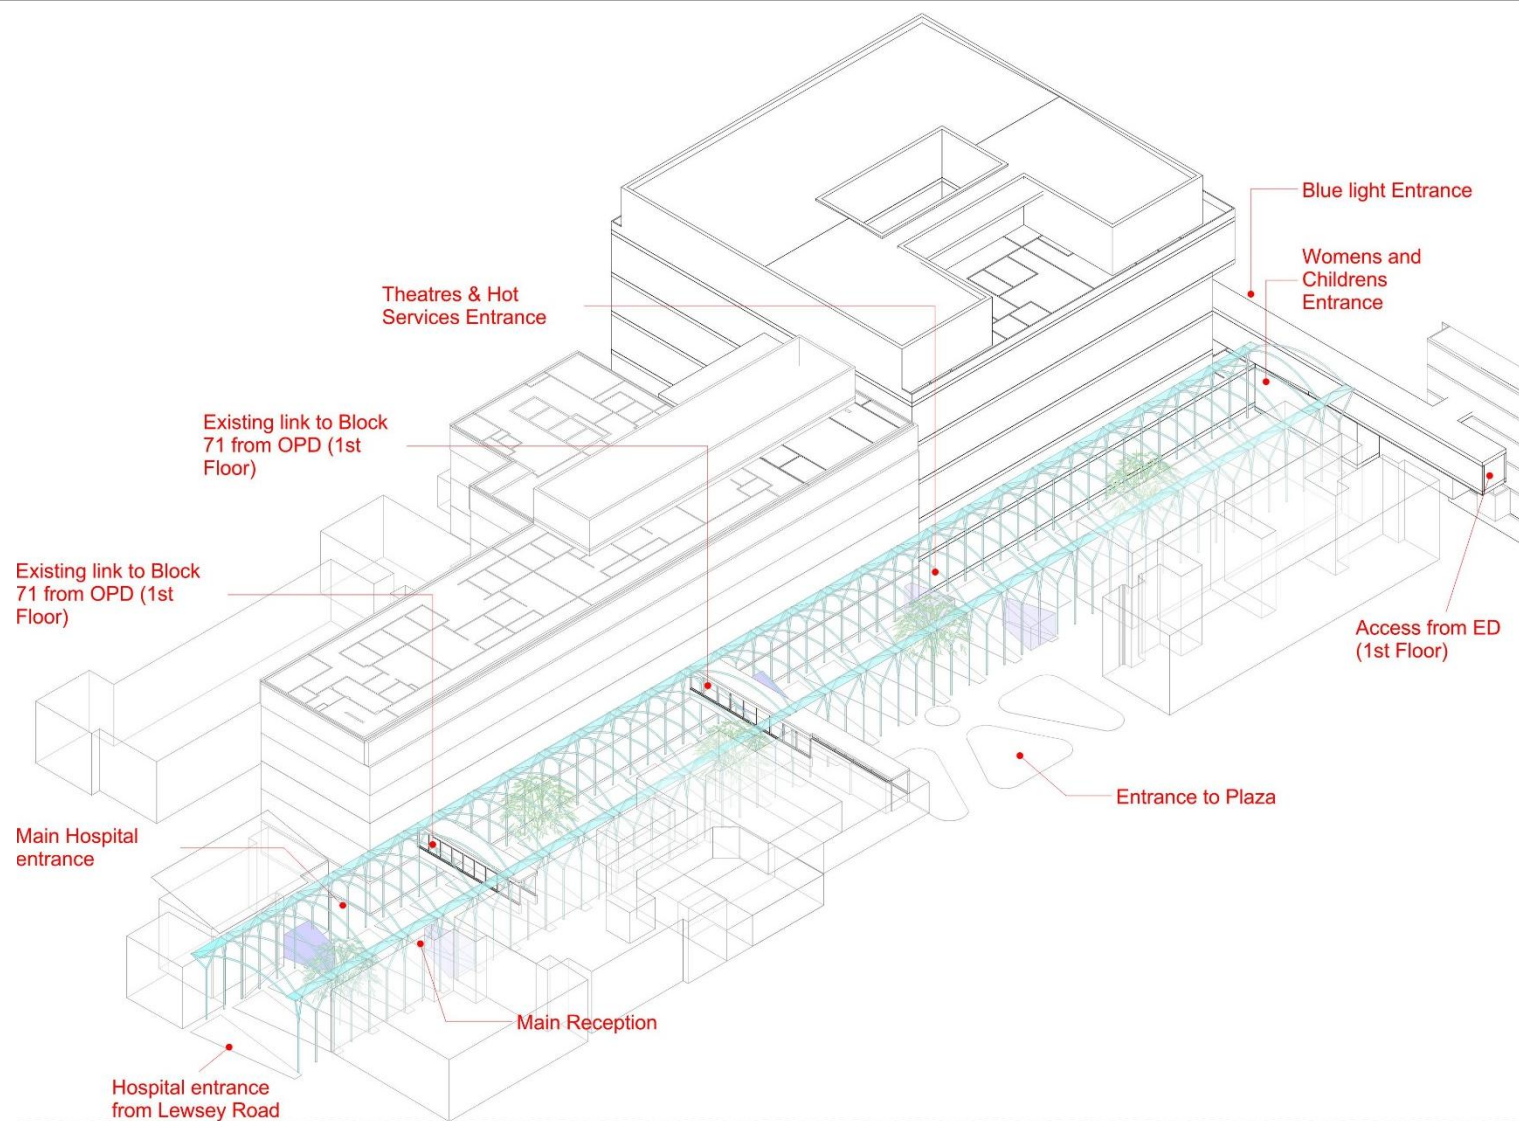 Blue light Entrance
Womens and
Childrens
Entrance
Theatres & Hot
Services Entrance
Existing link to Block
71 from OPD (1st
Floor)
Existing link to Block
71 from OPD (1st
Floor)
Access from ED
(1st Floor)
Entrance to Plaza
Main Hospital
entrance
Main Reception
Hospital entrance
from Lewsey Road